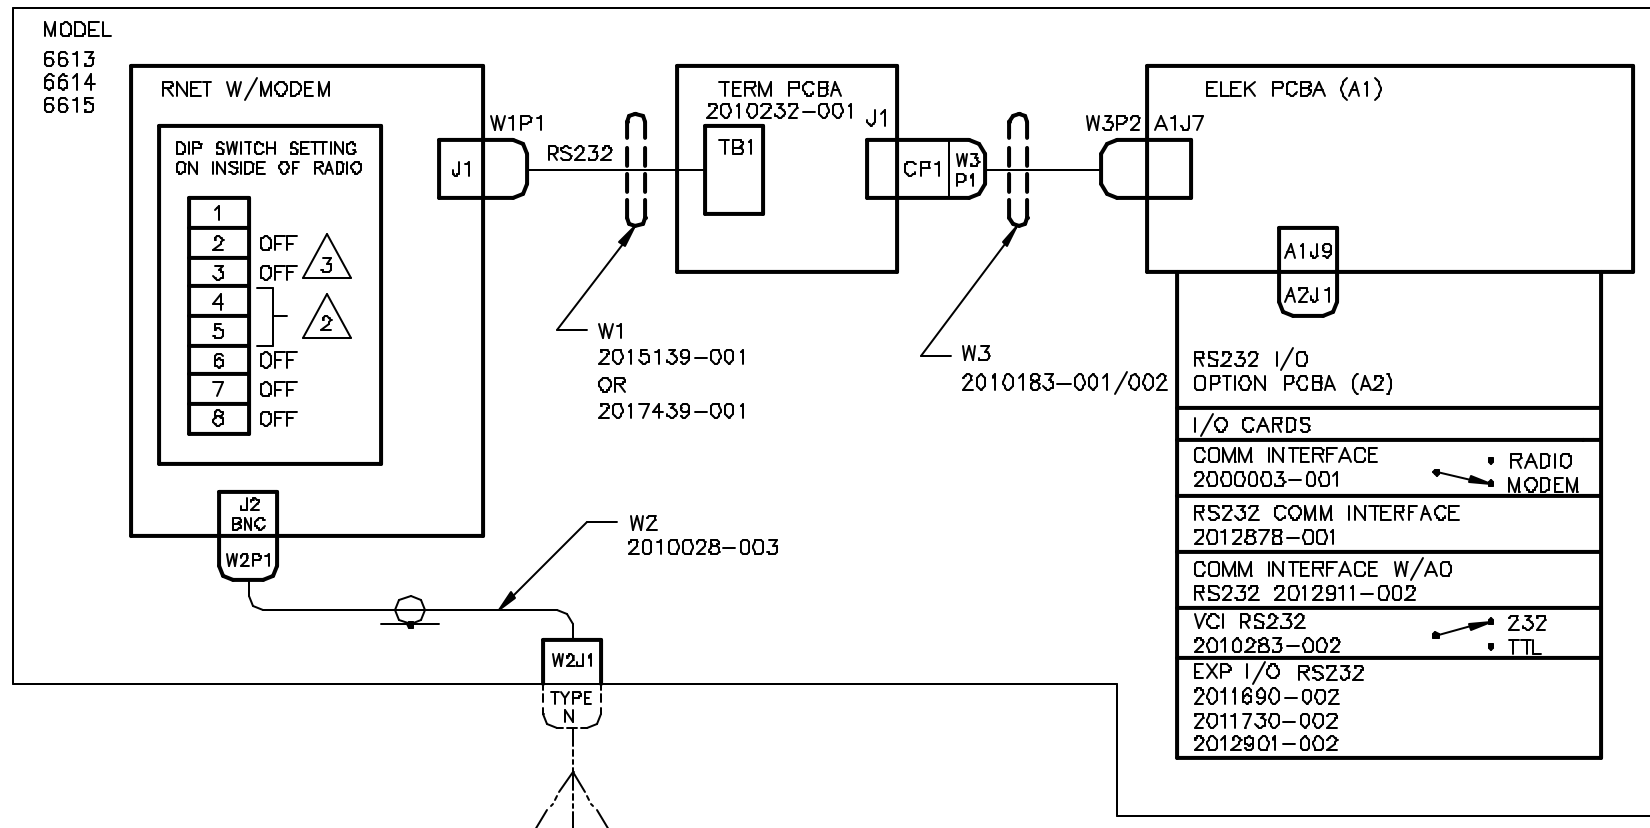 MODEL
6613
6614
6615
RNET W/MODEM
DIP SWITCH SETTING
ON INSIDE OF RADIO
1
2 OFF
3 OFF
3
4
5
2
6 OFF
7 OFF
8 OFF
J1
W1P1
RS232
TERM PCBA
2010232-001
TB1
J1
CP1
W3
P1
W3P2
A1J7
ELEK PCBA (A1)
A1J9
A2J1
W1
2015139-001
OR
2017439-001
W3
2010183-001/002
RS232 I/O
OPTION PCBA (A2)
I/O CARDS
COMM INTERFACE
2000003-001
RADIO
MODEM
RS232 COMM INTERFACE
2012878-001
COMM INTERFACE W/AO
RS232 2012911-002
VCI RS232
2010283-002
232
TTL
EXP I/O RS232
2011690-002
2011730-002
2012901-002
J2
BNC
W2P1
W2
2010028-003
W2J1
TYPE
N